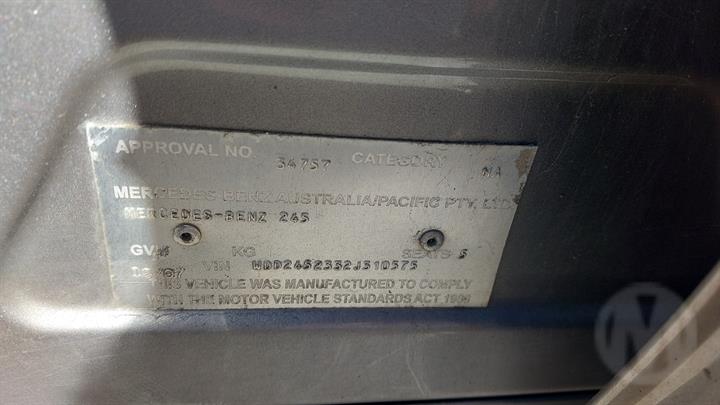 APPROVAL NO 34757 CATEGORY MA
MERCEDES BENZ AUSTRALIA/PACIFIC PTY. LTD
MERCEDES-BENZ 245
GVM KG SEATS 5
VIN WDD2452332J310575
THIS VEHICLE WAS MANUFACTURED TO COMPLY
WITH THE MOTOR VEHICLE STANDARDS ACT 1989